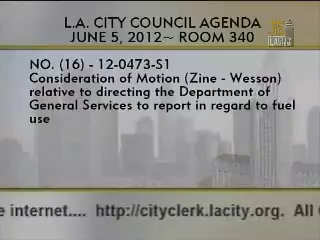 L.A. CITY COUNCIL AGENDA
JUNE 5, 2012~ ROOM 340
NO. (16) - 12-0473-S1
Consideration of Motion (Zine - Wesson)
relative to directing the Department of
General Services to report in regard to fuel
use
e internet.... http://cityclerk.lacity.org. All